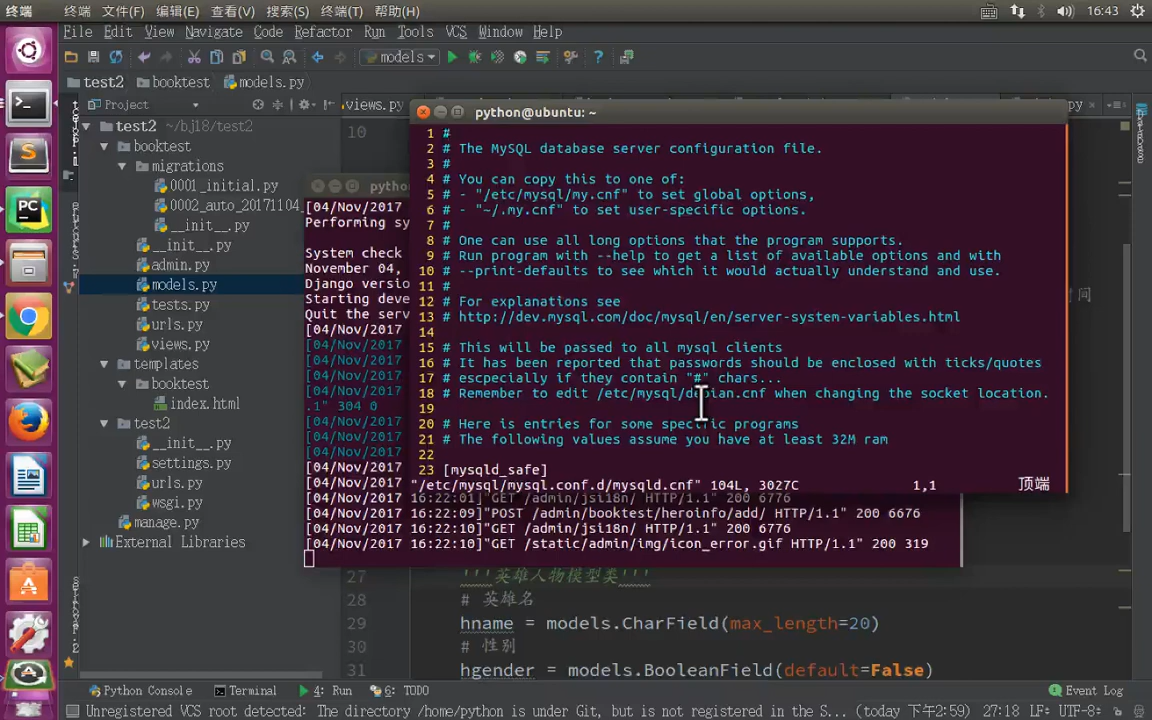 终端 终端 文件(F) 编辑(E) 查看(V) 搜索(S) 终端(T) 帮助(H) 16:43
File Edit View Navigate Code Refactor Run Tools VCS Window Help
models
test2 booktest models.py
Project views.py
test2 ~/bj18/test2
booktest
migrations
0001_initial.py
0002_auto_20171104_
__init__.py
__init__.py
admin.py
models.py
tests.py
urls.py
views.py
templates
booktest
index.html
test2
__init__.py
settings.py
urls.py
wsgi.py
manage.py
External Libraries
10
python@ubuntu: ~
1 #
2 # The MySQL database server configuration file.
3 #
4 # You can copy this to one of:
5 # - "/etc/mysql/my.cnf" to set global options,
6 # - "~/.my.cnf" to set user-specific options.
7 #
8 # One can use all long options that the program supports.
9 # Run program with --help to get a list of available options and with
10 # --print-defaults to see which it would actually understand and use.
11 #
12 # For explanations see
13 # http://dev.mysql.com/doc/mysql/en/server-system-variables.html
14
15 # This will be passed to all mysql clients
16 # It has been reported that passwords should be enclosed with ticks/quotes
17 # escpecially if they contain "#" chars...
18 # Remember to edit /etc/mysql/debian.cnf when changing the socket location.
19
20 # Here is entries for some specific programs
21 # The following values assume you have at least 32M ram
22
23 [mysqld_safe]
"/etc/mysql/mysql.conf.d/mysqld.cnf" 104L, 3027C 1,1 顶端
[04/Nov/2017
Performing sy
System check
November 04,
Django versio
Starting deve
Quit the serv
[04/Nov/2017
[04/Nov/2017
[04/Nov/2017
[04/Nov/2017
[04/Nov/2017
.1" 304 0
[04/Nov/2017
[04/Nov/2017
[04/Nov/2017
[04/Nov/2017
[04/Nov/2017
[04/Nov/2017 16:22:01]"GET /admin/jsi18n/ HTTP/1.1" 200 6776
[04/Nov/2017 16:22:09]"POST /admin/booktest/heroinfo/add/ HTTP/1.1" 200 6676
[04/Nov/2017 16:22:10]"GET /admin/jsi18n/ HTTP/1.1" 200 6776
[04/Nov/2017 16:22:10]"GET /static/admin/img/icon_error.gif HTTP/1.1" 200 319
27 '''英雄人物模型类'''
28 # 英雄名
29 hname = models.CharField(max_length=20)
30 # 性别
31 hgender = models.BooleanField(default=False)
Python Console Terminal 4: Run 6: TODO Event Log
Unregistered VCS root detected: The directory /home/python is under Git, but is not registered in the S... (today 下午2:59) 27:18 LF÷ UTF-8÷